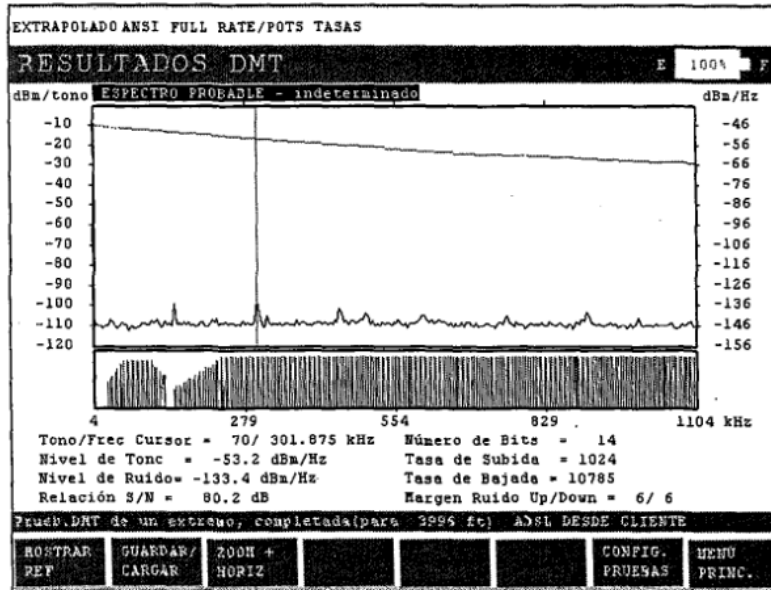 EXTRAPOLADO ANSI FULL RATE/POTS TASAS
RESULTADOS DMT E 100% F
dBm/tono ESPECTRO PROBABLE - indeterminado dBm/Hz
-10 -46
-20 -56
-30 -66
-40 -76
-50 -86
-60 -96
-70 -106
-80 -116
-90 -126
-100 -136
-110 -146
-120 -156
4 279 554 829 1104 kHz
Tono/Frec Cursor = 70/ 301.875 kHz Número de Bits = 14
Nivel de Tono = -53.2 dBm/Hz Tasa de Subida = 1024
Nivel de Ruido= -133.4 dBm/Hz Tasa de Bajada = 10785
Relación S/N = 80.2 dB Margen Ruido Up/Down = 6/ 6
Prueb.DMT de un extremo, completada(para 3996 ft) ADSL DESDE CLIENTE
MOSTRAR REF
GUARDAR/ CARGAR
ZOOM + HORIZ
CONFIG. PRUEBAS
MENÚ PRINC.